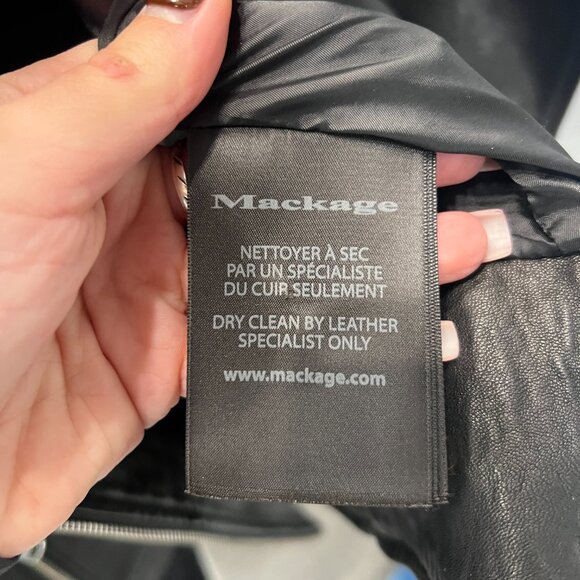 Mackage
NETTOYER À SEC
PAR UN SPÉCIALISTE
DU CUIR SEULEMENT
DRY CLEAN BY LEATHER
SPECIALIST ONLY
www.mackage.com